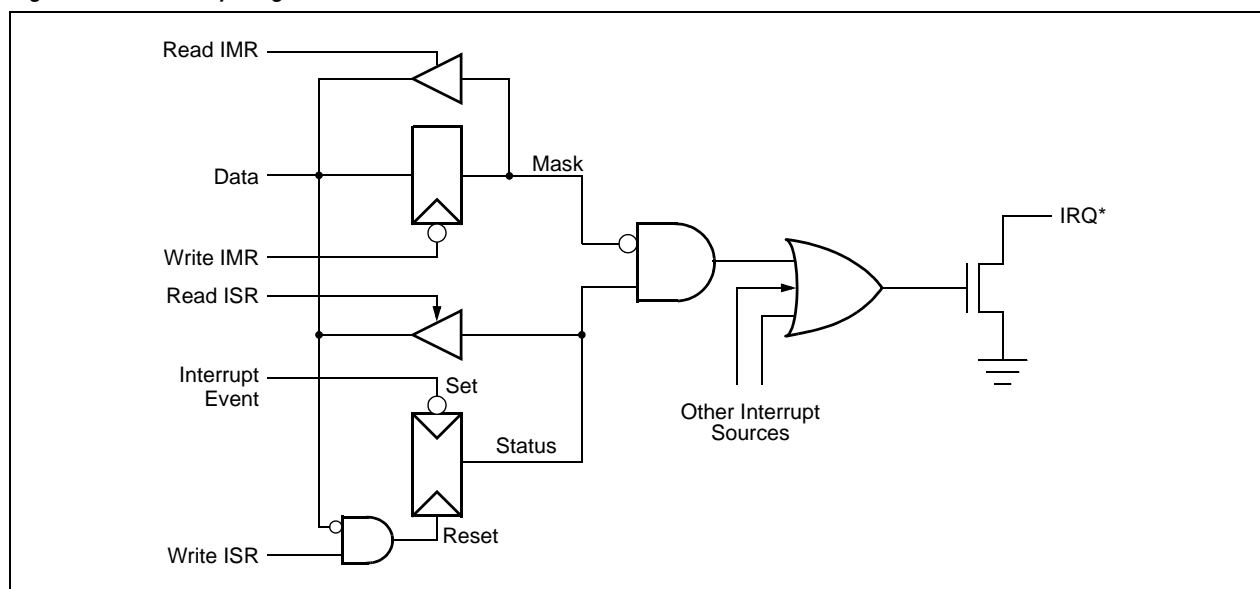 Read IMR
Data
Mask
IRQ*
Write IMR
Read ISR
Interrupt
Event
Set
Other Interrupt
Sources
Status
Reset
Write ISR